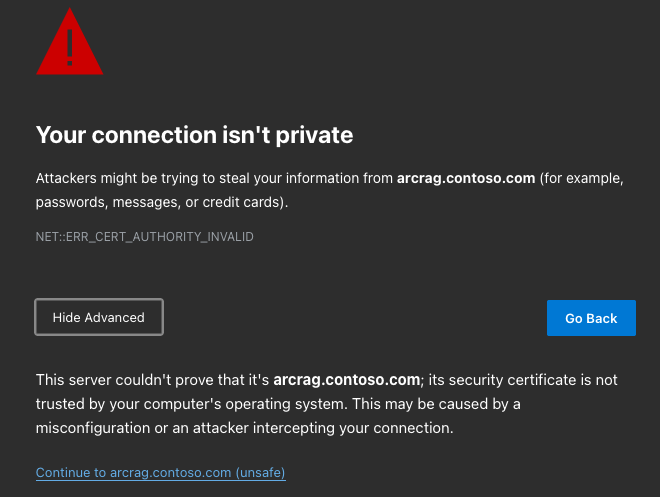 Your connection isn't private
Attackers might be trying to steal your information from arcrag.contoso.com (for example,
passwords, messages, or credit cards).
NET::ERR_CERT_AUTHORITY_INVALID
Hide Advanced
Go Back
This server couldn't prove that it's arcrag.contoso.com; its security certificate is not
trusted by your computer's operating system. This may be caused by a
misconfiguration or an attacker intercepting your connection.
Continue to arcrag.contoso.com (unsafe)